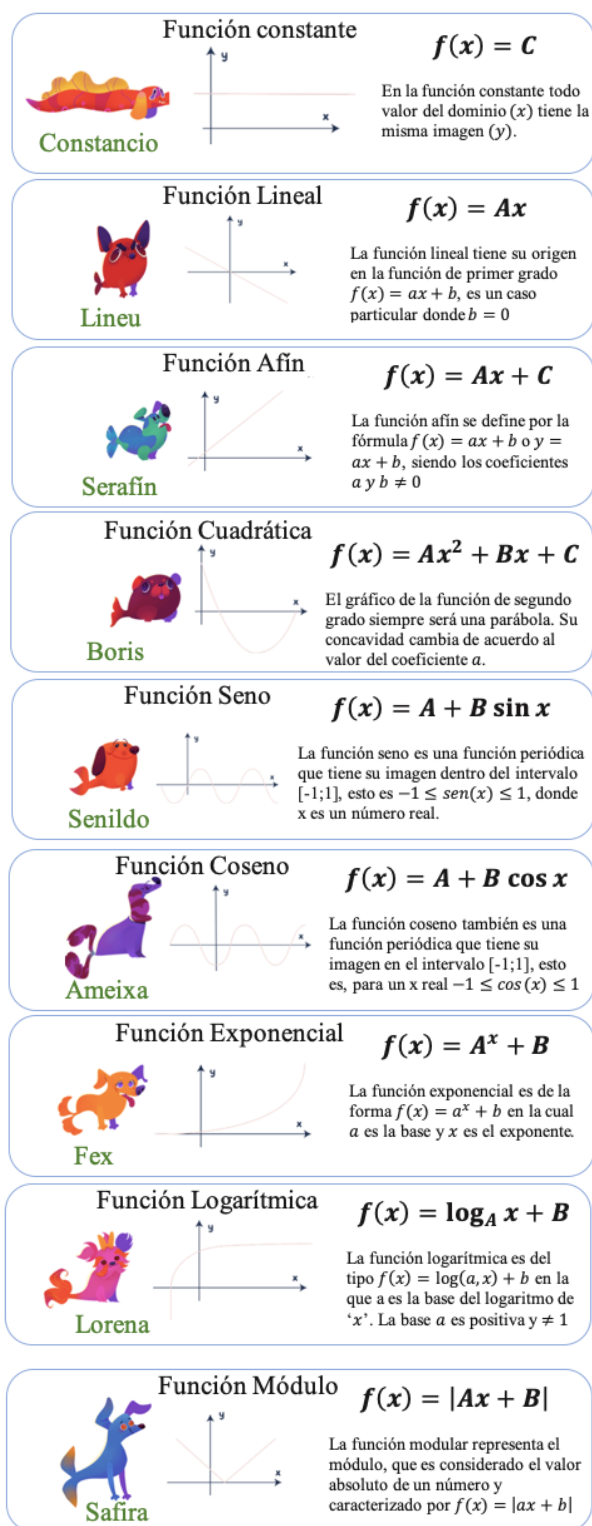 Función constante
y
x
Constancio
f(x) = C
En la función constante todo
valor del dominio (x) tiene la
misma imagen (y).
Función Lineal
y
x
Lineu
f(x) = Ax
La función lineal tiene su origen
en la función de primer grado
f(x) = ax + b, es un caso
particular donde b = 0
Función Afín
y
x
Serafín
f(x) = Ax + C
La función afín se define por la
fórmula f(x) = ax + b o y =
ax + b, siendo los coeficientes
a y b ≠ 0
Función Cuadrática
y
x
Boris
f(x) = Ax² + Bx + C
El gráfico de la función de segundo
grado siempre será una parábola. Su
concavidad cambia de acuerdo al
valor del coeficiente a.
Función Seno
y
x
Senildo
f(x) = A + B sin x
La función seno es una función periódica
que tiene su imagen dentro del intervalo
[-1;1], esto es −1 ≤ sen(x) ≤ 1, donde
x es un número real.
Función Coseno
y
x
Ameixa
f(x) = A + B cos x
La función coseno también es una
función periódica que tiene su
imagen en el intervalo [-1;1], esto
es, para un x real −1 ≤ cos (x) ≤ 1
Función Exponencial
y
x
Fex
f(x) = Aˣ + B
La función exponencial es de la
forma f(x) = aˣ + b en la cual
a es la base y x es el exponente.
Función Logarítmica
y
x
Lorena
f(x) = log_A x + B
La función logarítmica es del
tipo f(x) = log(a, x) + b en la
que a es la base del logaritmo de
‘x’. La base a es positiva y ≠ 1
Función Módulo
y
x
Safira
f(x) = |Ax + B|
La función modular representa el
módulo, que es considerado el valor
absoluto de un número y
caracterizado por f(x) = |ax + b|